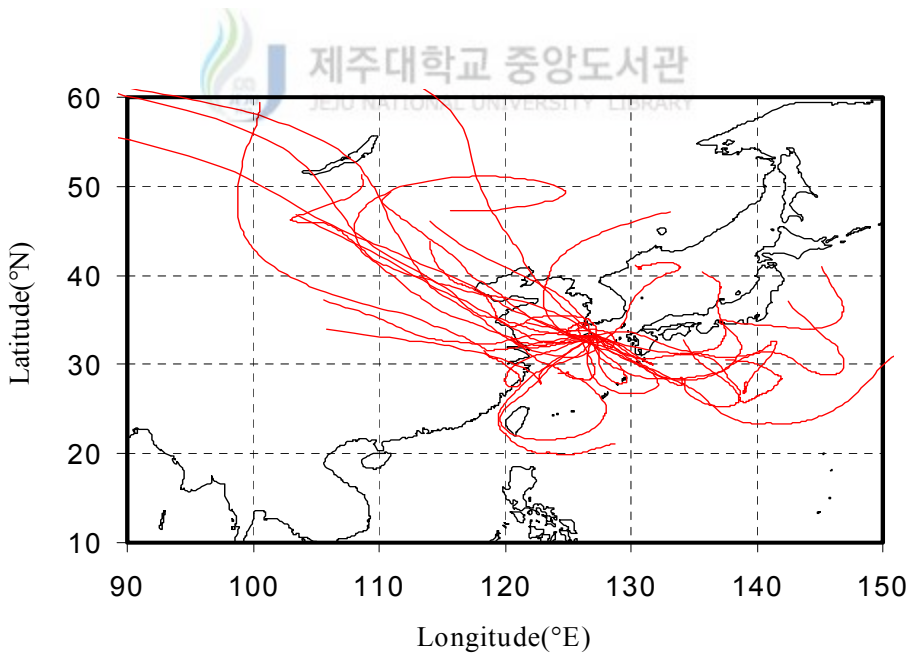 제주대학교 중앙도서관
JEJU NATIONAL UNIVERSITY LIBRARY
60
50
40
30
20
10
Latitude(°N)
90 100 110 120 130 140 150
Longitude(°E)